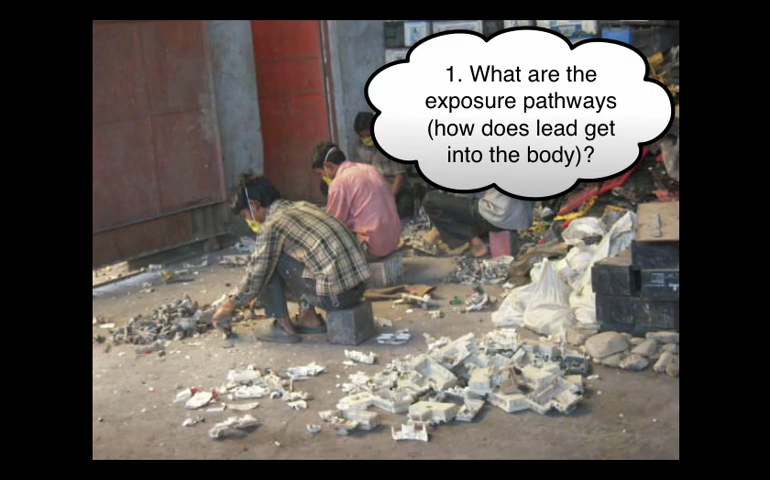 1. What are the
exposure pathways
(how does lead get
into the body)?